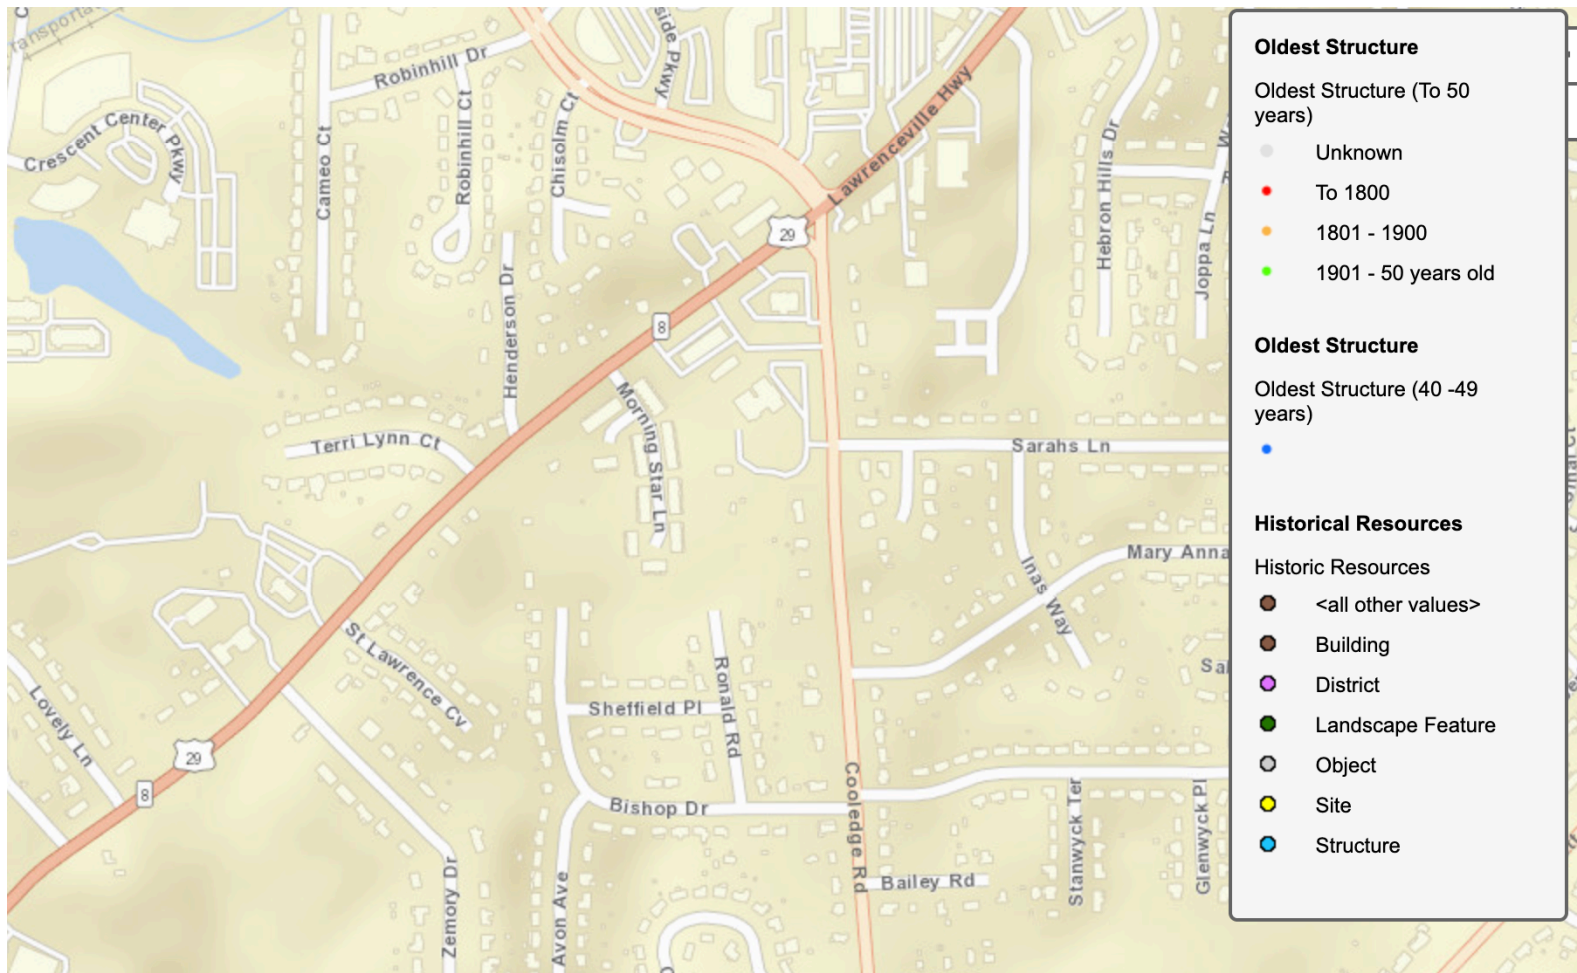 ransporta
Robinhill Dr
side Pkwy
Lawrenceville Hwy
Crescent Center Pkwy
Cameo Ct
Robinhill Ct
Chisolm Ct
Hebron Hills Dr
Joppa Ln
29
Henderson Dr
8
Morning Star Ln
Terri Lynn Ct
Sarahs Ln
Mary Anna
Inas Way
St Lawrence Cv
Lovely Ln
Sheffield Pl
Ronald Rd
Sal
29
8
Bishop Dr
Cooledge Rd
Stanwyck Ter
Glenwyck Pl
Bailey Rd
Zemory Dr
Avon Ave
Oldest Structure
Oldest Structure (To 50
years)
Unknown
To 1800
1801 - 1900
1901 - 50 years old
Oldest Structure
Oldest Structure (40 -49
years)
Historical Resources
Historic Resources
<all other values>
Building
District
Landscape Feature
Object
Site
Structure